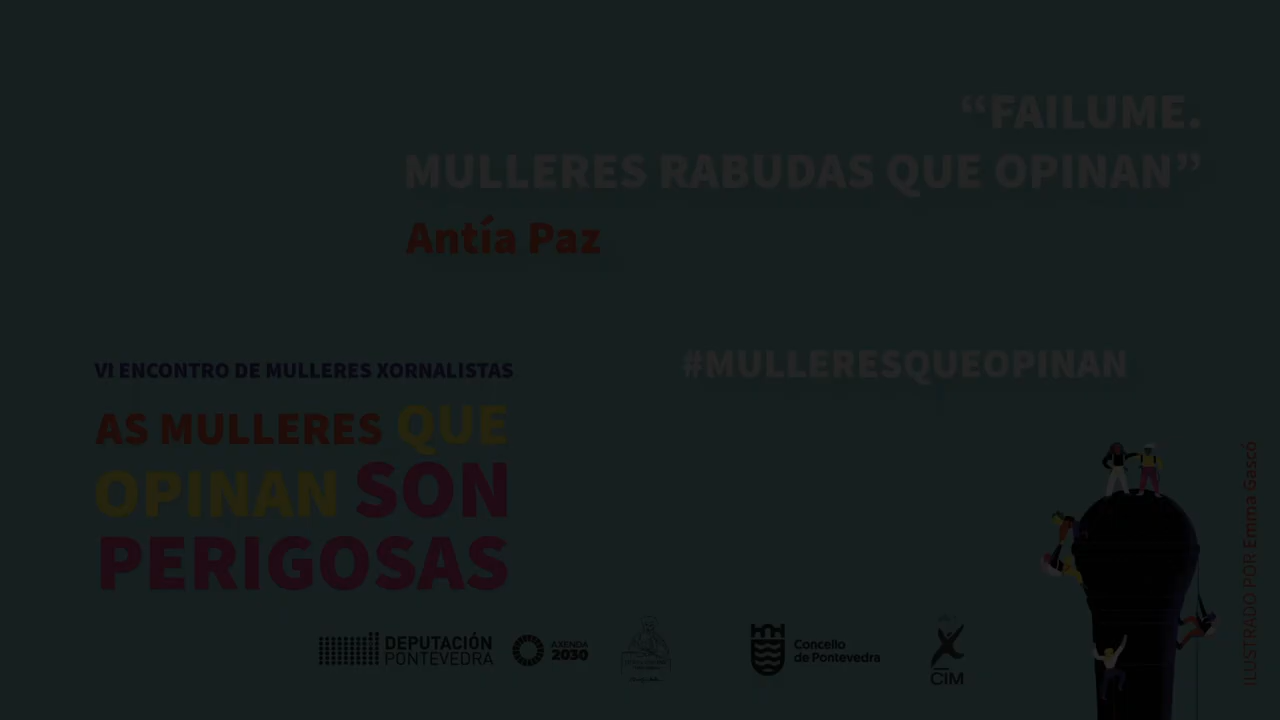 “FAILUME.
MULLERES RABUDAS QUE OPINAN”
Antía Paz
VI ENCONTRO DE MULLERES XORNALISTAS
#MULLERESQUEOPINAN
AS MULLERES QUE
OPINAN SON
PERIGOSAS
ILUSTRADO POR Emma Gascó
DEPUTACIÓN
PONTEVEDRA
AXENDA
2030
Concello
de Pontevedra
CIM